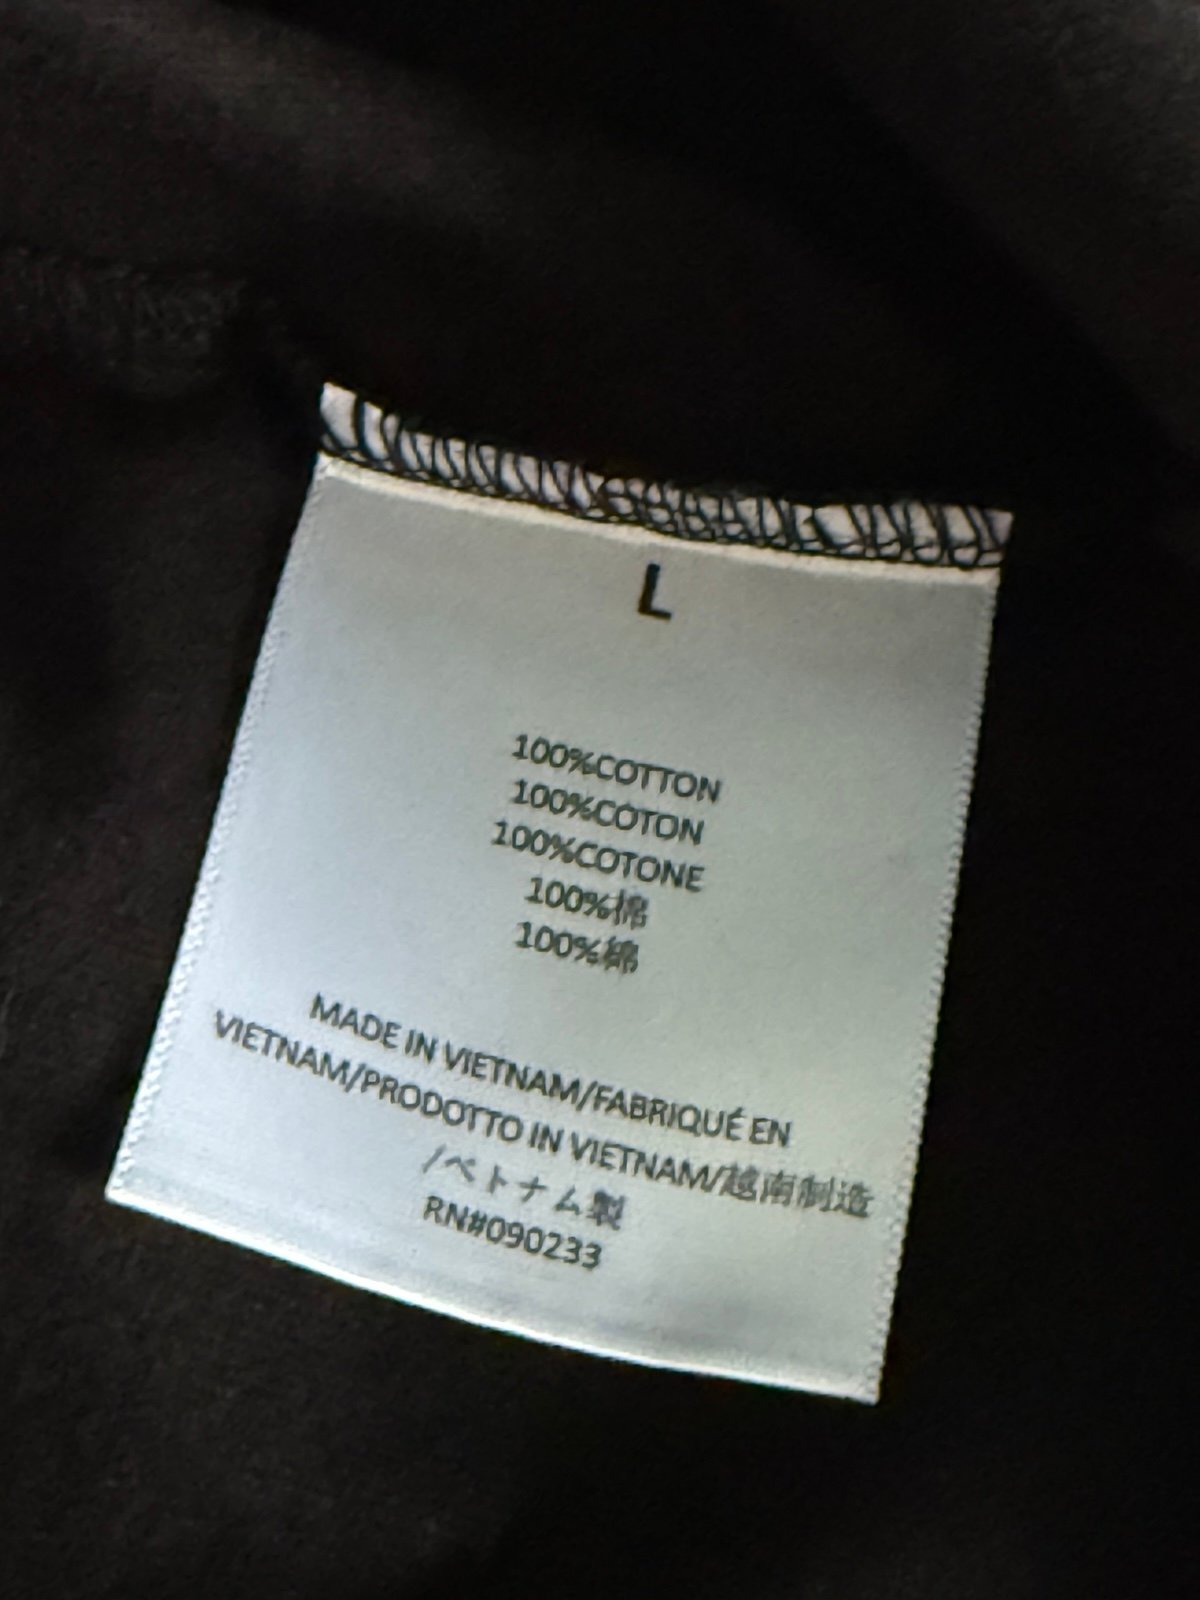 L
100%COTTON
100%COTON
100%COTONE
100%棉
100%綿
MADE IN VIETNAM/FABRIQUÉ EN
VIETNAM/PRODOTTO IN VIETNAM/越南制造
/ベトナム製
RN#090233